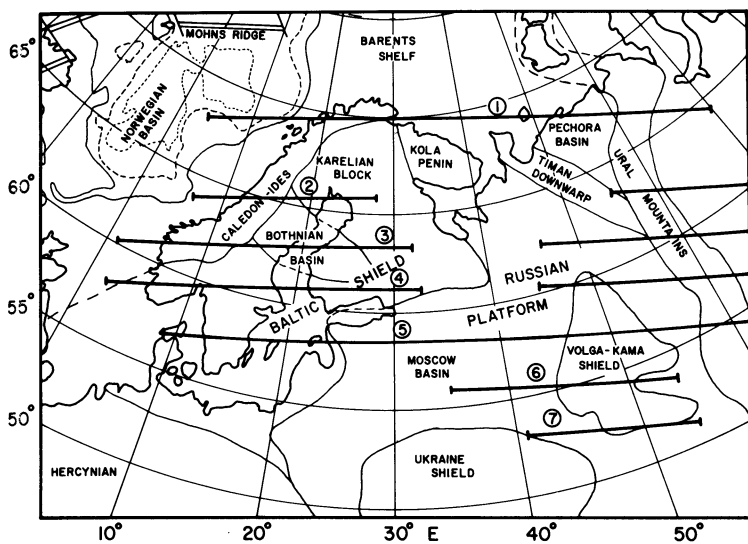 65°
MOHNS RIDGE
BARENTS
SHELF
NORWEGIAN
BASIN
①
PECHORA
BASIN
KARELIAN
BLOCK
KOLA
PENIN
60°
TIMAN
DOWNWARP
URAL
MOUNTAINS
②
CALEDONIDES
BOTHNIAN
BASIN
③
SHIELD
④
RUSSIAN
PLATFORM
55°
BALTIC
⑤
MOSCOW
BASIN
⑥
VOLGA-KAMA
SHIELD
50°
⑦
HERCYNIAN
UKRAINE
SHIELD
10°
20°
30° E
40°
50°